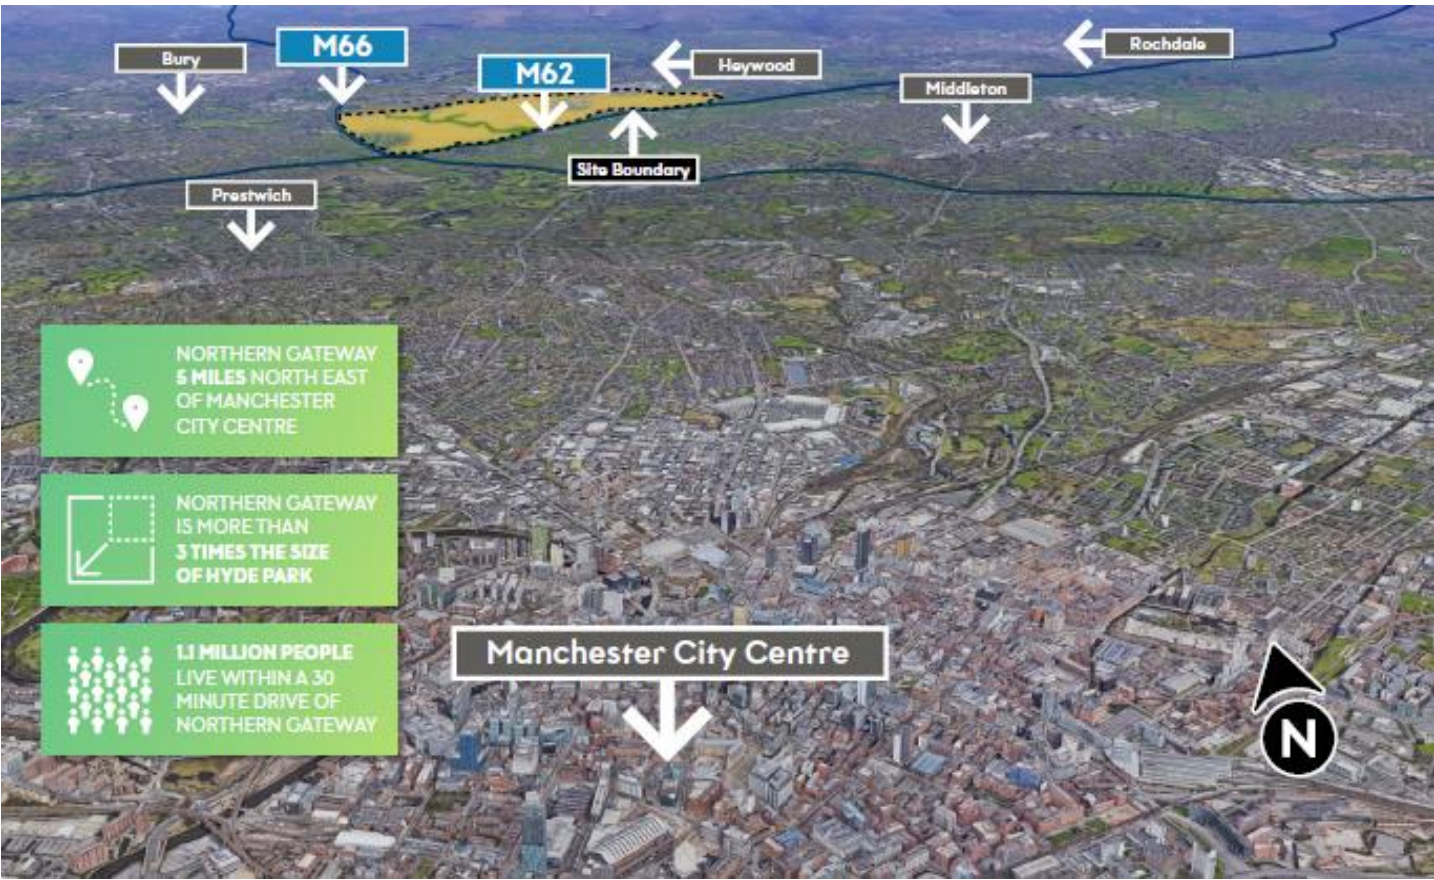 Bury
M66
M62
Heywood
Rochdale
Middleton
Site Boundary
Prestwich
NORTHERN GATEWAY
5 MILES NORTH EAST
OF MANCHESTER
CITY CENTRE
NORTHERN GATEWAY
IS MORE THAN
3 TIMES THE SIZE
OF HYDE PARK
1.1 MILLION PEOPLE
LIVE WITHIN A 30
MINUTE DRIVE OF
NORTHERN GATEWAY
Manchester City Centre
N